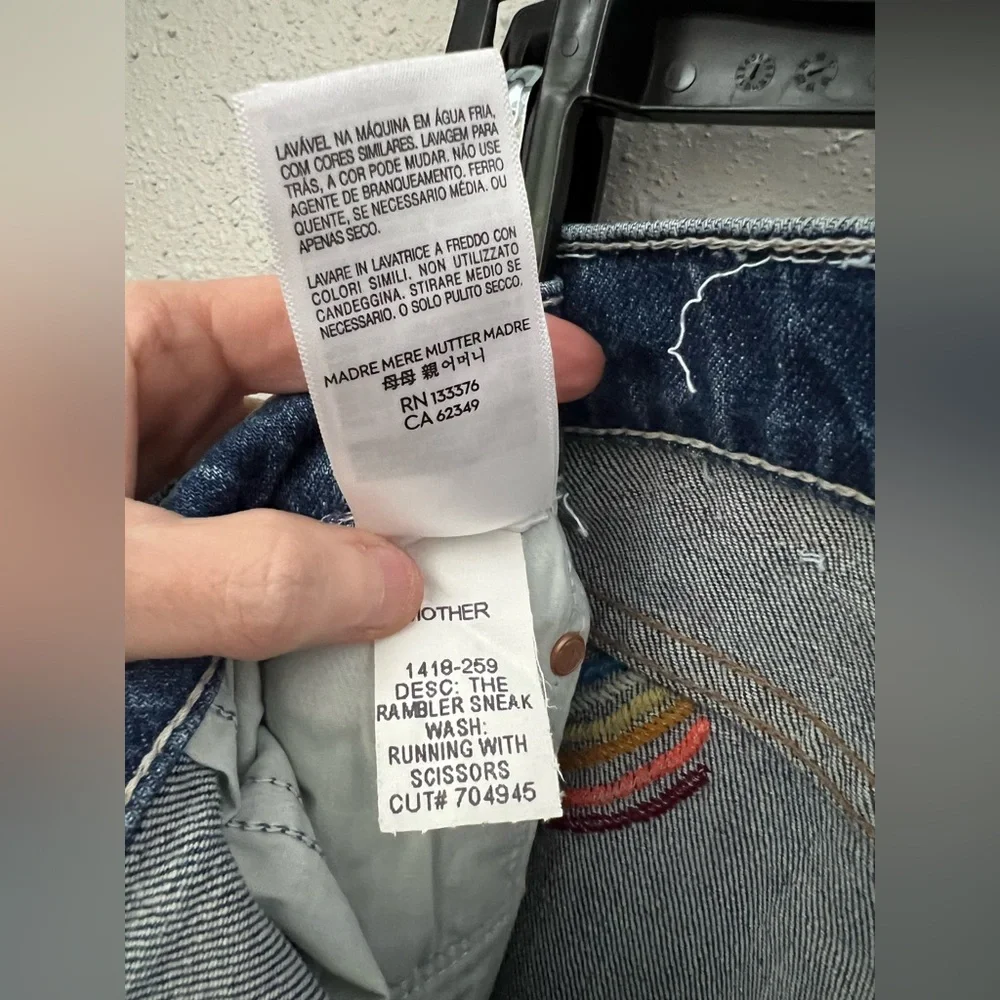 LAVÁVEL NA MÁQUINA EM ÁGUA FRIA,
COM CORES SIMILARES. LAVAGEM PARA
TRÁS, A COR PODE MUDAR. NÃO USE
AGENTE DE BRANQUEAMENTO. FERRO
QUENTE, SE NECESSARIO MÉDIA. OU
APENAS SECO.
LAVARE IN LAVATRICE A FREDDO CON
COLORI SIMILI. NON UTILIZZATO
CANDEGGINA. STIRARE MEDIO SE
NECESSARIO. O SOLO PULITO SECCO.
MADRE MERE MUTTER MADRE
母母 親 어머니
RN 133376
CA 62349
MOTHER
1418-259
DESC: THE
RAMBLER SNEAK
WASH:
RUNNING WITH
SCISSORS
CUT# 704945